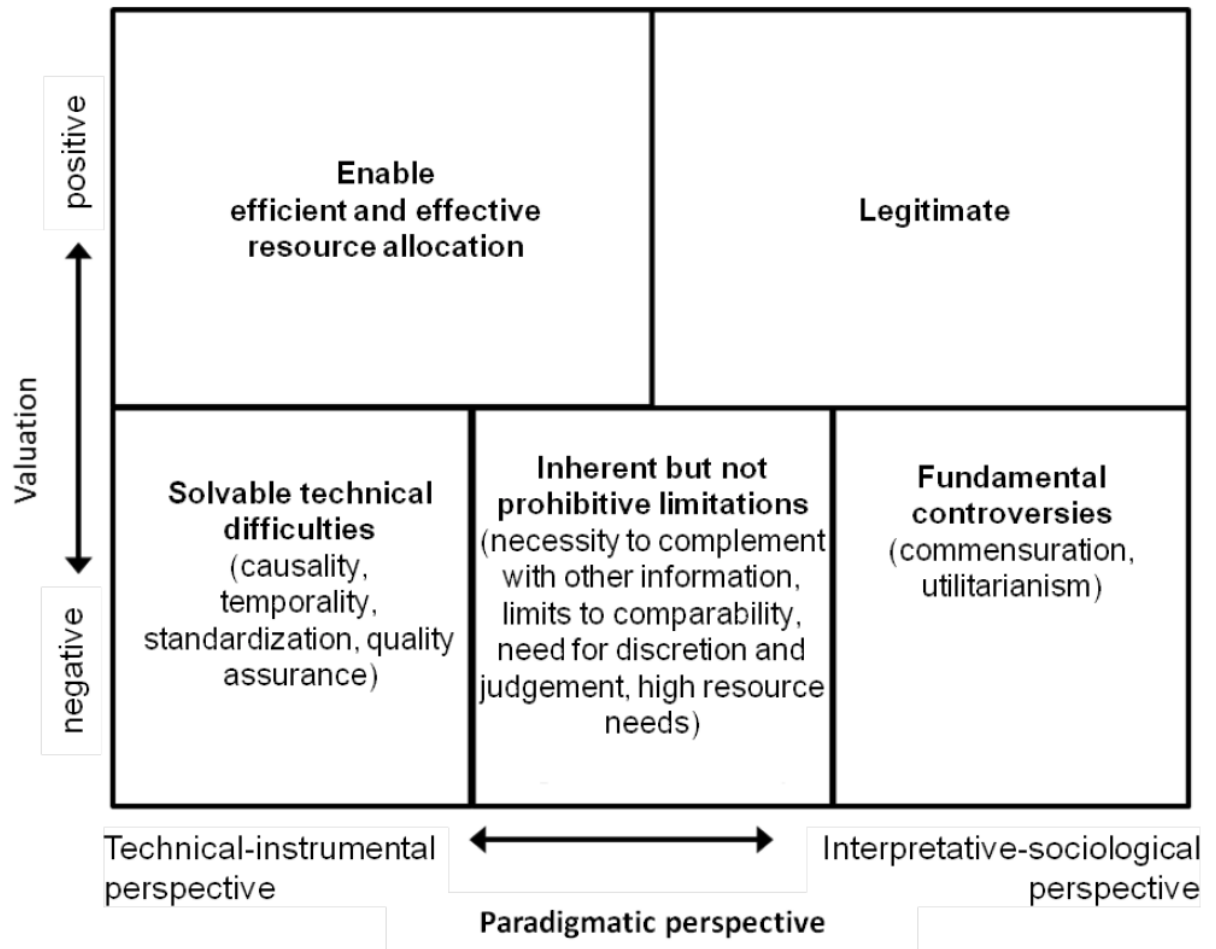 positive
Enable
efficient and effective
resource allocation
Legitimate
Valuation
negative
Solvable technical
difficulties
(causality,
temporality,
standardization, quality
assurance)
Inherent but not
prohibitive limitations
(necessity to complement
with other information,
limits to comparability,
need for discretion and
judgement, high resource
needs)
Fundamental
controversies
(commensuration,
utilitarianism)
Technical-instrumental
perspective
Interpretative-sociological
perspective
Paradigmatic perspective